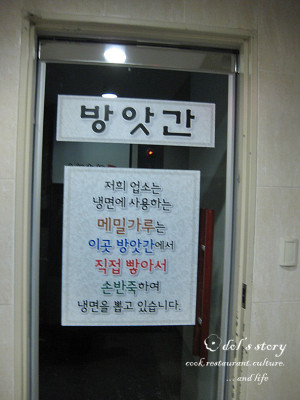 방앗간
저희 업소는
냉면에 사용하는
메밀가루는
이곳 방앗간에서
직접 빻아서
손반죽하여
냉면을 뽑고 있습니다.
dol's story
cook.restaurant.culture.
... and life